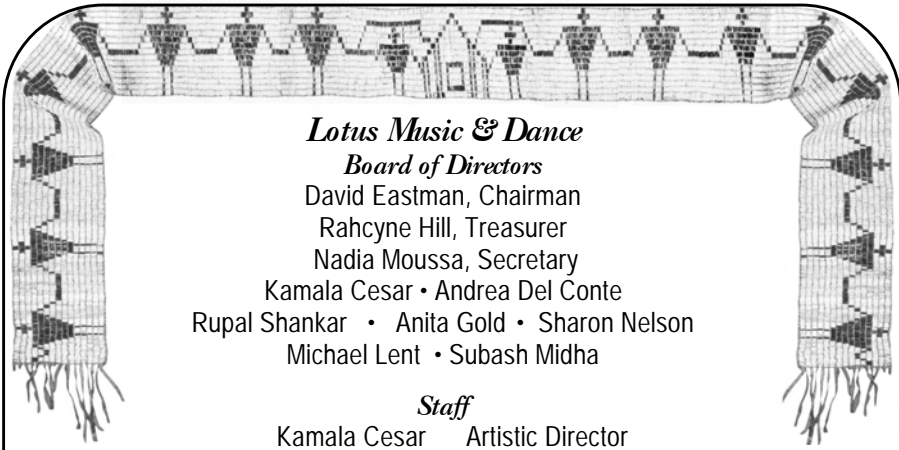 Lotus Music & Dance
Board of Directors
David Eastman, Chairman
Rahcyne Hill, Treasurer
Nadia Moussa, Secretary
Kamala Cesar • Andrea Del Conte
Rupal Shankar • Anita Gold • Sharon Nelson
Michael Lent • Subash Midha
Staff
Kamala Cesar Artistic Director